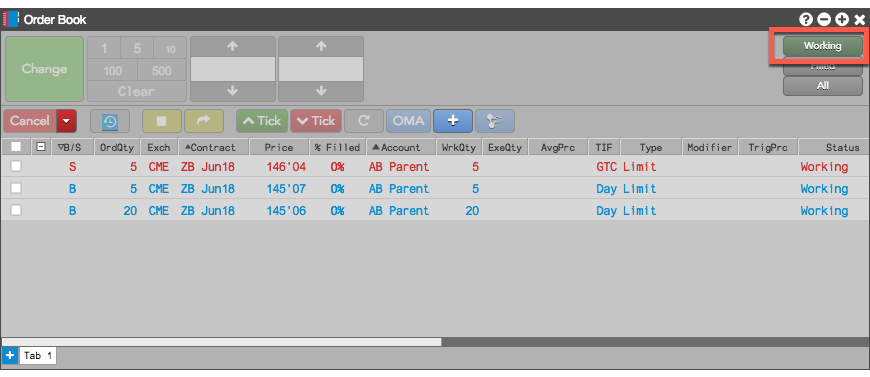 Order Book
Working
Filled
All
Change
1 5 10
100 500
Clear
Cancel Tick Tick C OMA +
B/S OrdQty Exch Contract Price % Filled Account WrkQty ExeQty AvgPrc TIF Type Modifier TrigPrc Status
S 5 CME ZB Jun18 146'04 0% AB Parent 5 GTC Limit Working
B 5 CME ZB Jun18 145'07 0% AB Parent 5 Day Limit Working
B 20 CME ZB Jun18 145'06 0% AB Parent 20 Day Limit Working
+ Tab 1